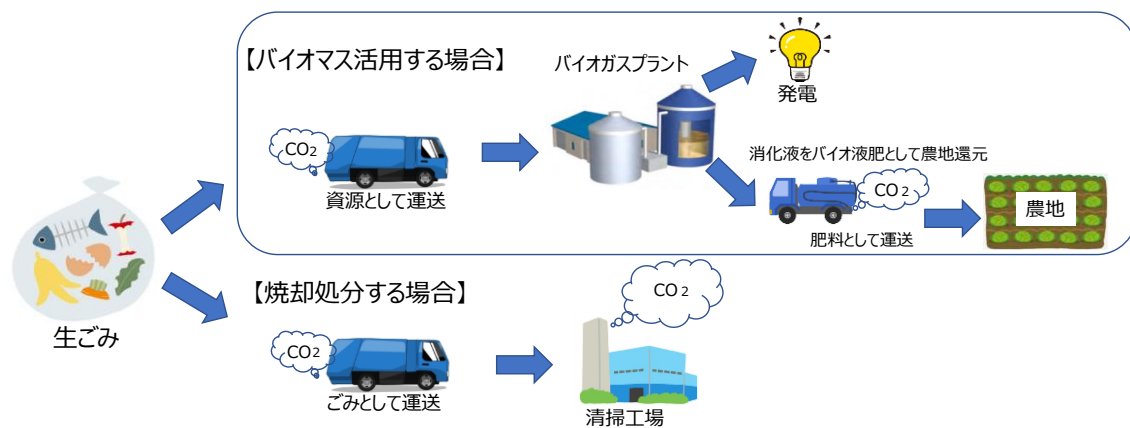 【バイオマス活用する場合】
バイオガスプラント
発電
CO2
資源として運送
消化液をバイオ液肥として農地還元
CO2
肥料として運送
農地
生ごみ
【焼却処分する場合】
CO2
ごみとして運送
CO2
清掃工場